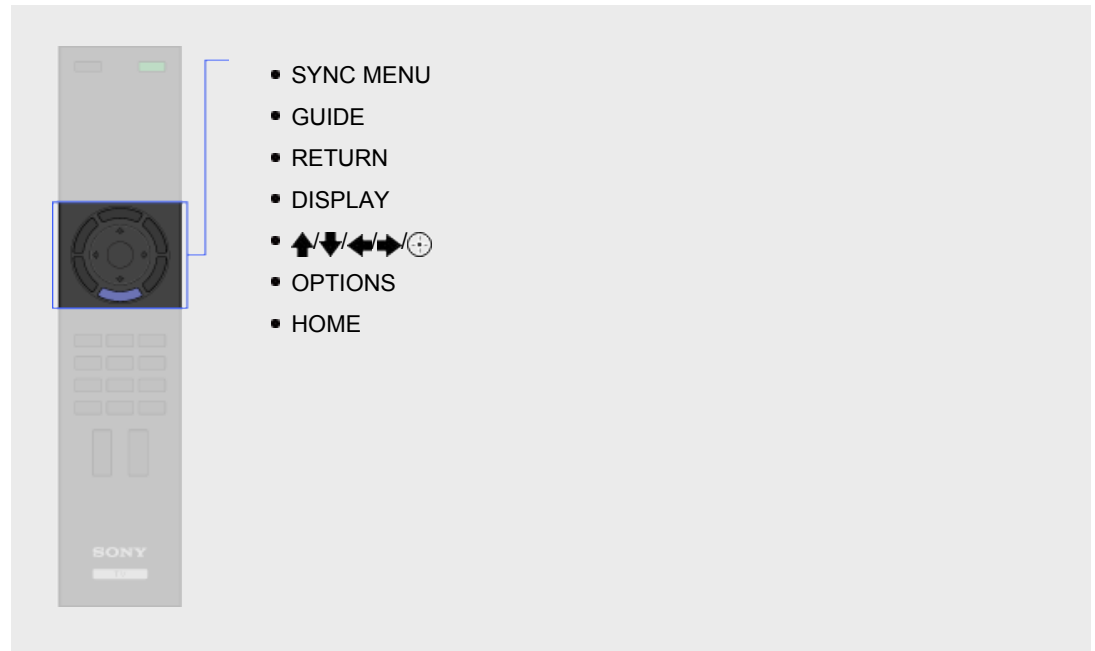 SYNC MENU
GUIDE
RETURN
DISPLAY
🡅/🡇/🡄/🡆/⊕
OPTIONS
HOME
SONY